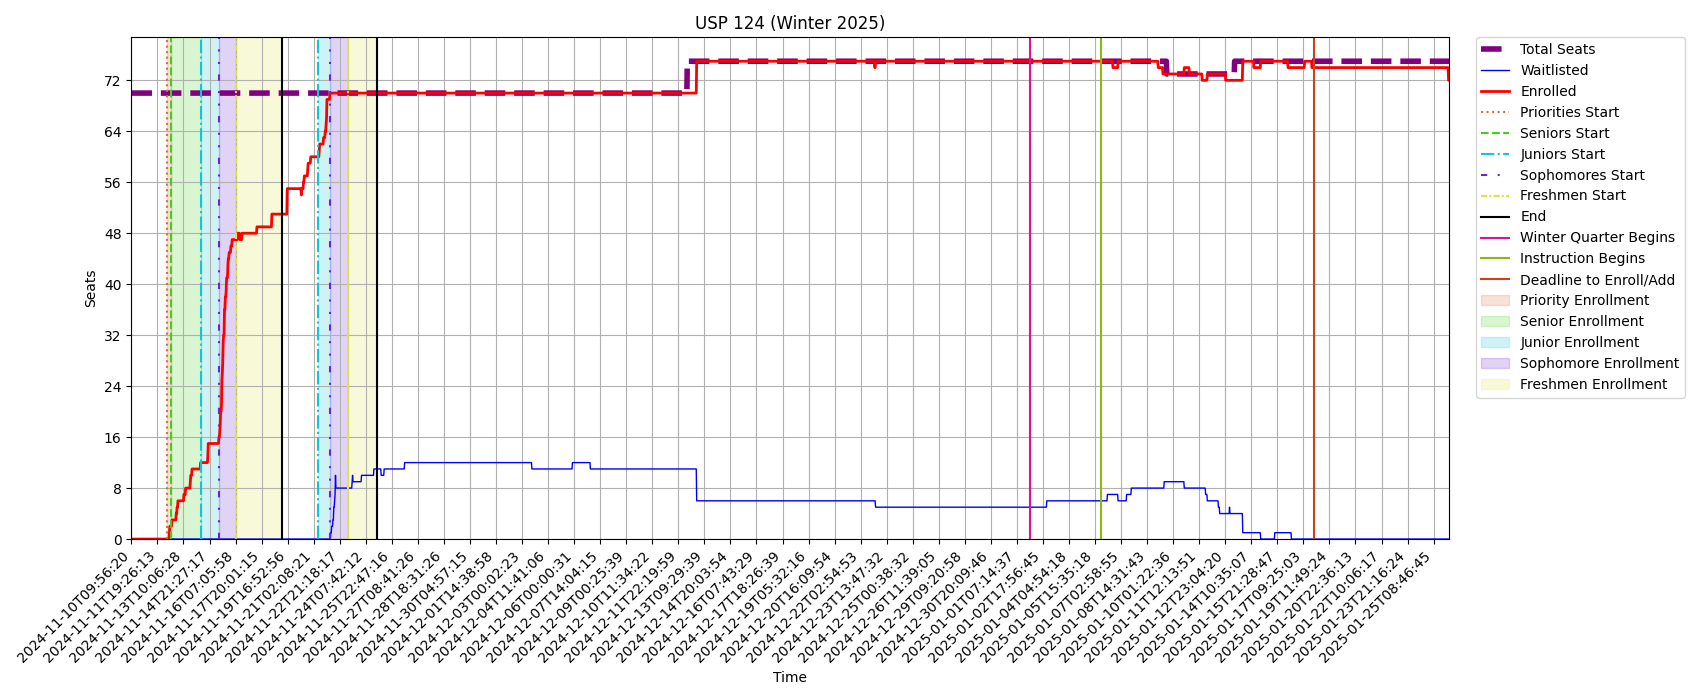 USP 124 (Winter 2025)
Seats
72
64
56
48
40
32
24
16
8
0
2024-11-10T09:56:20
2024-11-11T19:26:13
2024-11-13T10:06:28
2024-11-14T21:27:17
2024-11-16T07:05:58
2024-11-17T20:01:15
2024-11-19T16:52:56
2024-11-21T02:08:21
2024-11-22T21:18:17
2024-11-24T07:42:12
2024-11-25T22:47:16
2024-11-28T08:41:26
2024-11-28T18:31:26
2024-11-30T04:57:15
2024-12-01T14:38:58
2024-12-03T00:02:23
2024-12-04T11:41:06
2024-12-06T00:00:31
2024-12-07T14:04:15
2024-12-09T00:25:39
2024-12-10T11:34:22
2024-12-11T22:19:59
2024-12-13T09:29:39
2024-12-14T20:03:54
2024-12-16T07:43:29
2024-12-17T18:26:39
2024-12-19T05:32:16
2024-12-20T16:09:54
2024-12-22T02:54:53
2024-12-23T13:47:32
2024-12-25T00:38:32
2024-12-26T11:39:05
2024-12-29T09:20:58
2024-12-30T20:09:46
2025-01-01T07:14:37
2025-01-02T17:56:45
2025-01-04T04:54:18
2025-01-05T15:35:18
2025-01-07T02:58:55
2025-01-08T14:31:43
2025-01-10T01:22:36
2025-01-11T12:13:51
2025-01-12T23:04:20
2025-01-14T10:35:07
2025-01-15T21:28:47
2025-01-17T09:25:03
2025-01-19T11:49:24
2025-01-20T22:36:13
2025-01-22T10:06:17
2025-01-23T21:16:24
2025-01-25T08:46:45
Time
Total Seats
Waitlisted
Enrolled
Priorities Start
Seniors Start
Juniors Start
Sophomores Start
Freshmen Start
End
Winter Quarter Begins
Instruction Begins
Deadline to Enroll/Add
Priority Enrollment
Senior Enrollment
Junior Enrollment
Sophomore Enrollment
Freshmen Enrollment